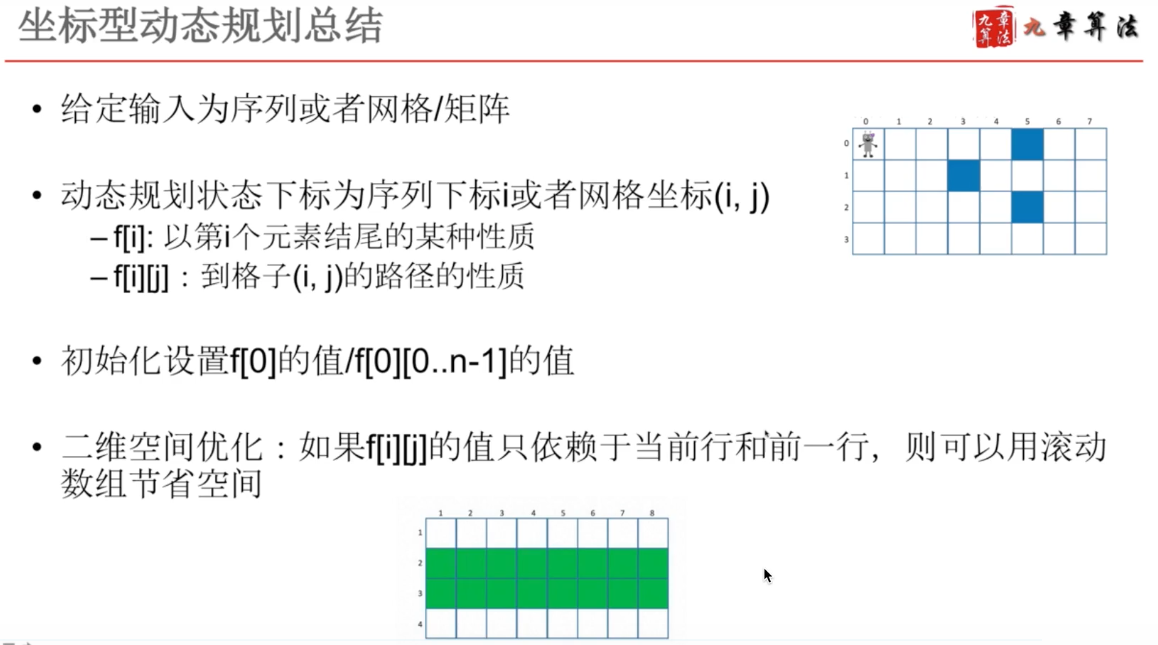 坐标型动态规划总结
九章算法 九章算法
• 给定输入为序列或者网格/矩阵
• 动态规划状态下标为序列下标i或者网格坐标(i, j)
– f[i]: 以第i个元素结尾的某种性质
– f[i][j]：到格子(i, j)的路径的性质
0 1 2 3 4 5 6 7
0
1
2
3
• 初始化设置f[0]的值/f[0][0..n-1]的值
• 二维空间优化：如果f[i][j]的值只依赖于当前行和前一行，则可以用滚动
数组节省空间
1 2 3 4 5 6 7 8
1
2
3
4